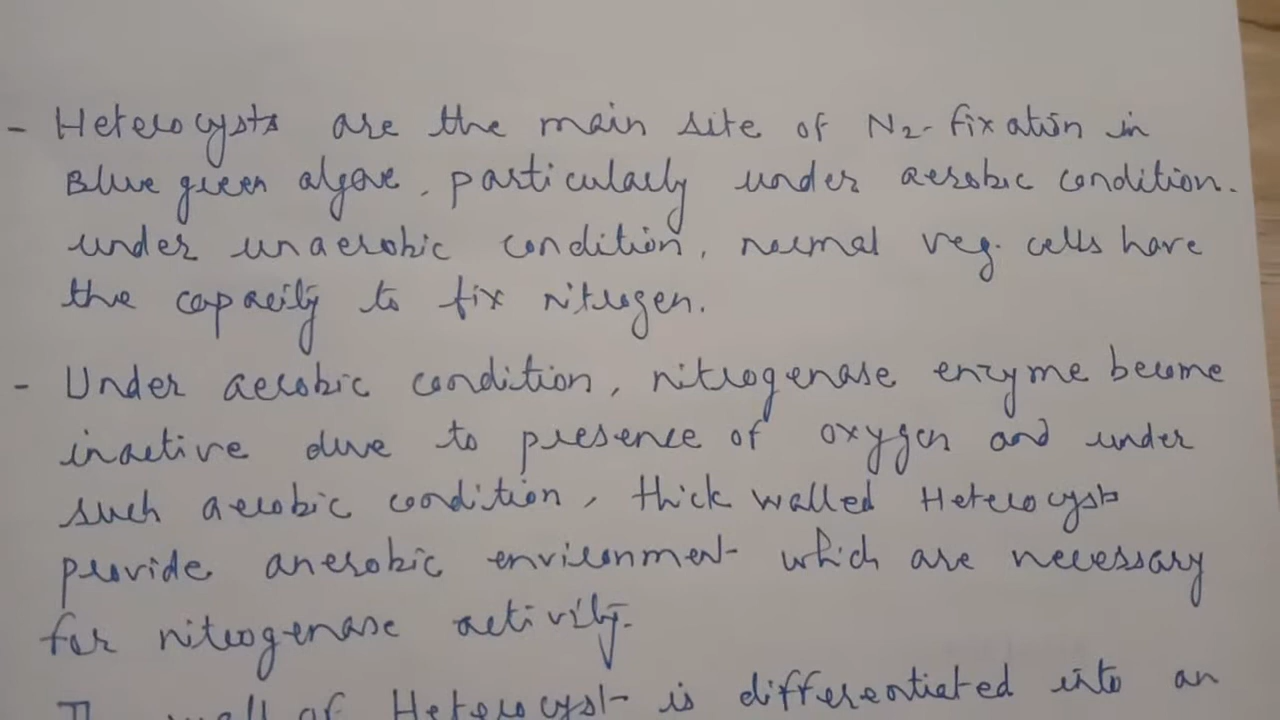 - Heterocysts are the main site of N2-fixation in
Blue green algae, particularly under aerobic condition.
under unaerobic condition, normal veg. cells have
the capacity to fix nitrogen.
- Under aerobic condition, nitrogenase enzyme become
inactive due to presence of oxygen and under
such aerobic condition, thick walled Heterocyst
provide anerobic environment which are necessary
for nitrogenase activity.
wall of Heterocyst is differentiated into an